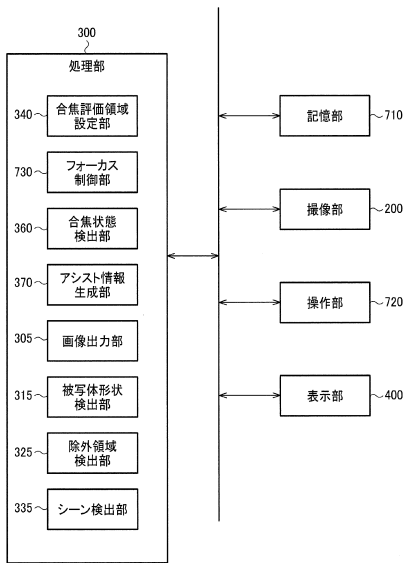 300
処理部
340
合焦評価領域
設定部
730
フォーカス
制御部
360
合焦状態
検出部
370
アシスト情報
生成部
305
画像出力部
315
被写体形状
検出部
325
除外領域
検出部
335
シーン検出部
記憶部
710
撮像部
200
操作部
720
表示部
400